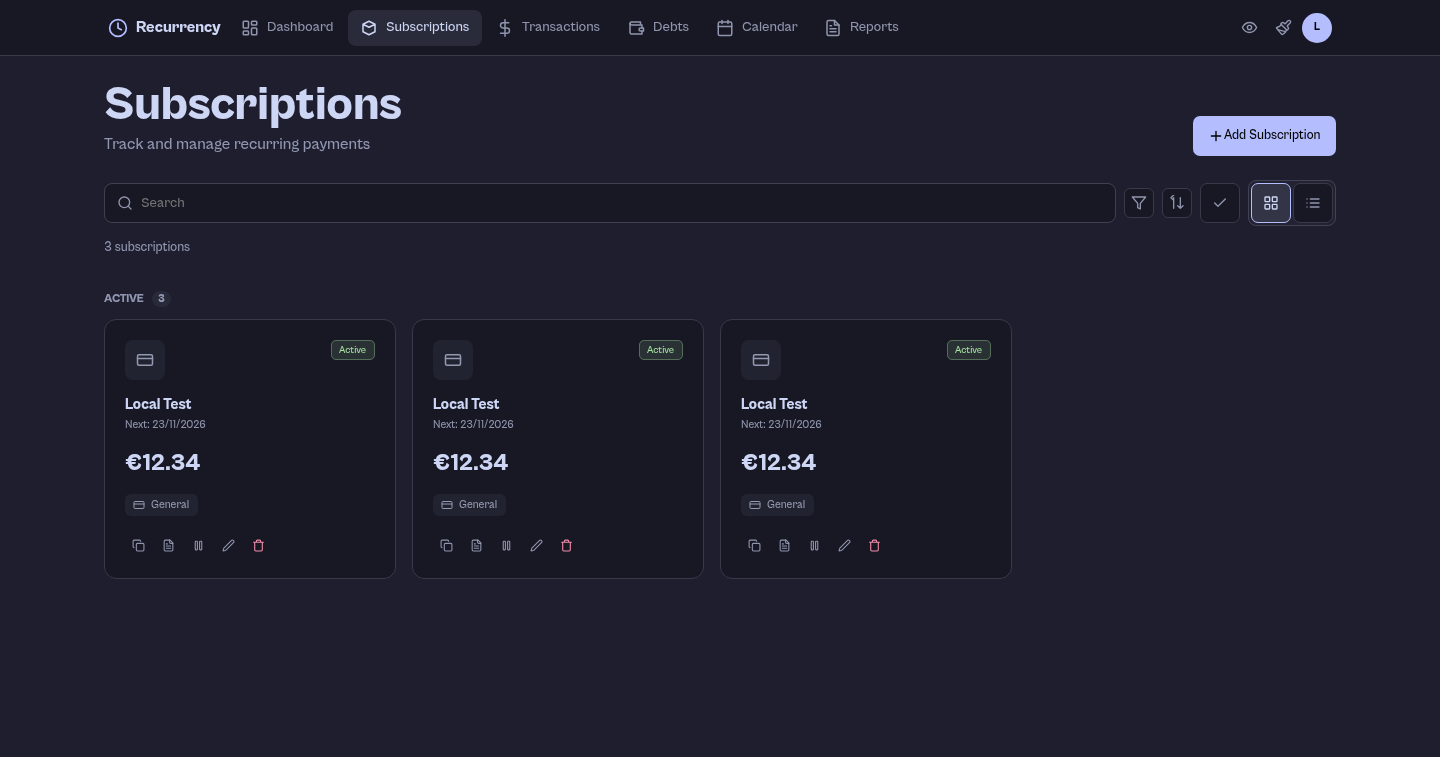 Recurrency Dashboard Subscriptions Transactions Debts Calendar Reports L
Subscriptions
Track and manage recurring payments
Add Subscription
Search
3 subscriptions
ACTIVE 3
Active Active Active
Local Test Local Test Local Test
Next: 23/11/2026 Next: 23/11/2026 Next: 23/11/2026
€12.34 €12.34 €12.34
General General General